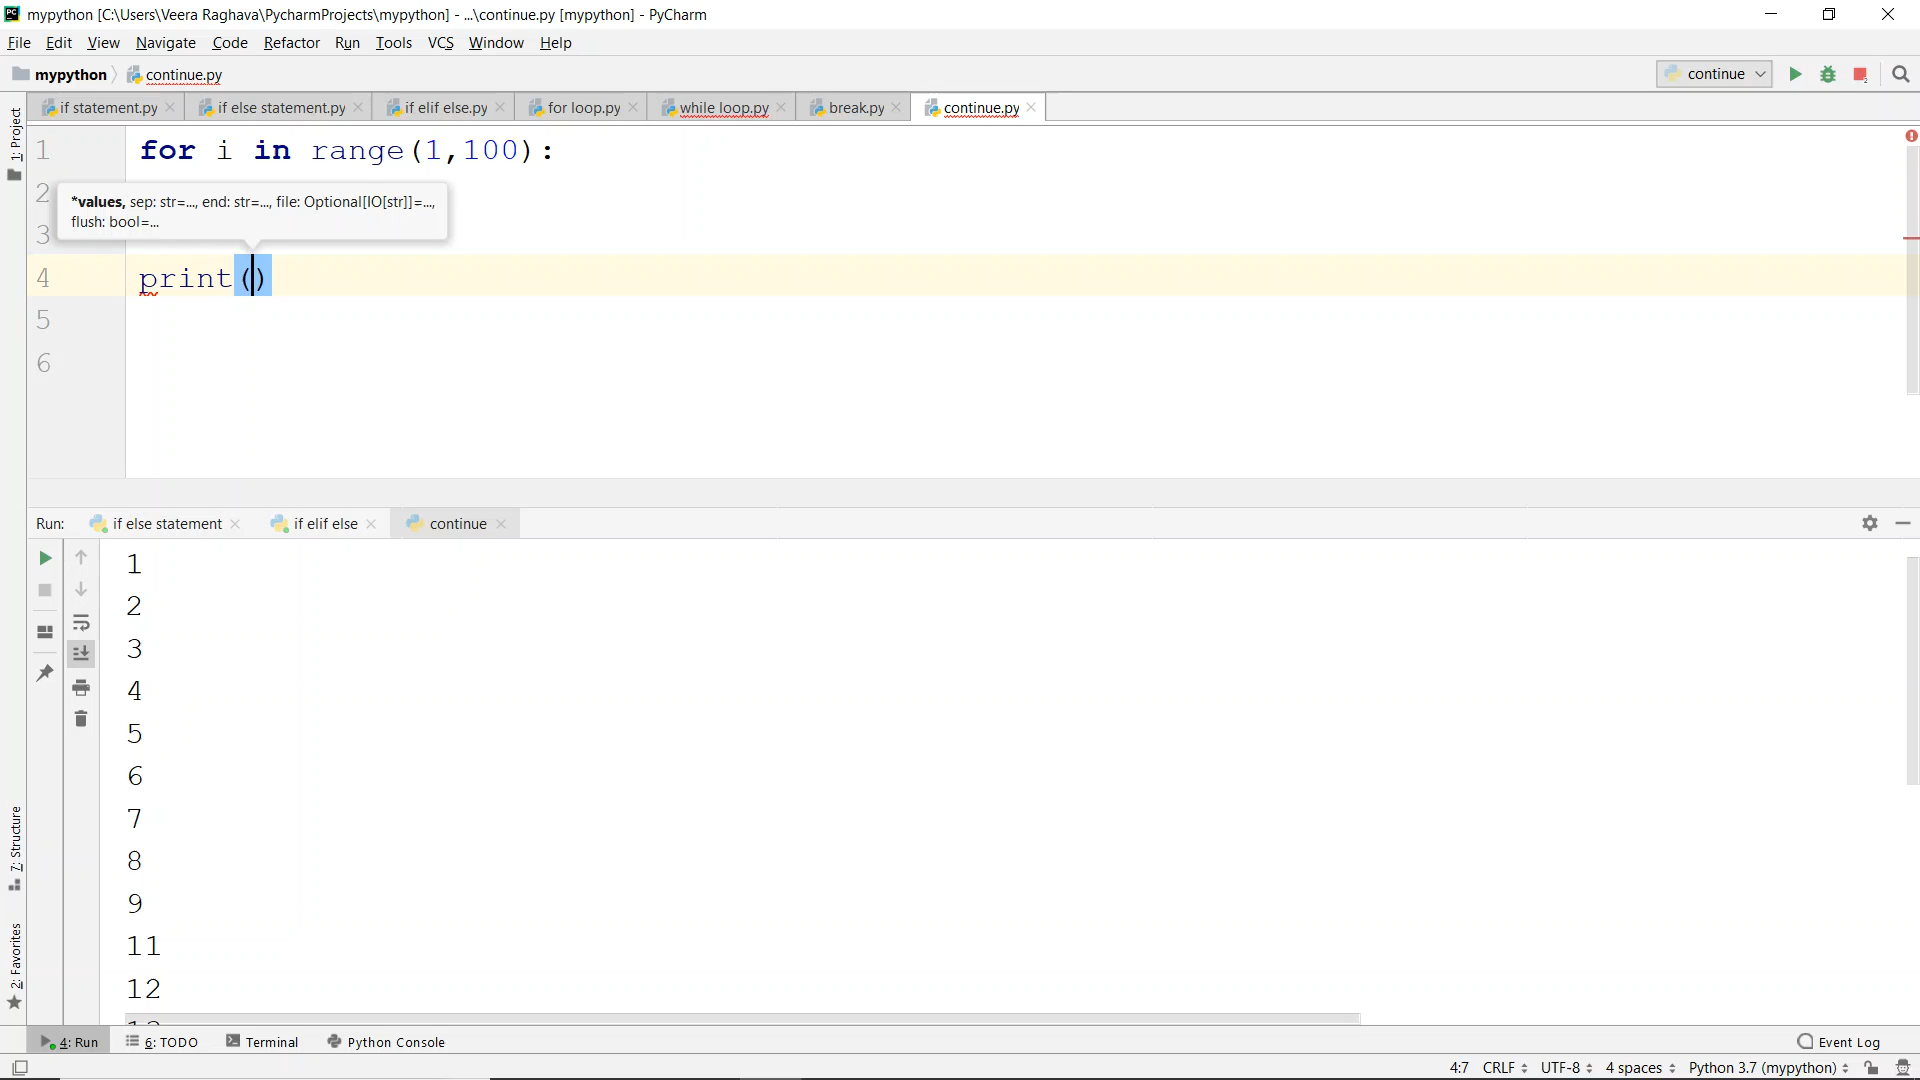 mypython [C:\Users\Veera Raghava\PycharmProjects\mypython] - ...\continue.py [mypython] - PyCharm
File Edit View Navigate Code Refactor Run Tools VCS Window Help
mypython continue.py continue
if statement.py if else statement.py if elif else.py for loop.py while loop.py break.py continue.py
1: Project
1 for i in range(1,100):
2
*values, sep: str=..., end: str=..., file: Optional[IO[str]]=...,
flush: bool=...
3
4 print()
5
6
Run: if else statement if elif else continue
1
2
3
4
5
6
7
8
9
11
12
7: Structure
2: Favorites
4: Run 6: TODO Terminal Python Console Event Log
4:7 CRLF UTF-8 4 spaces Python 3.7 (mypython)